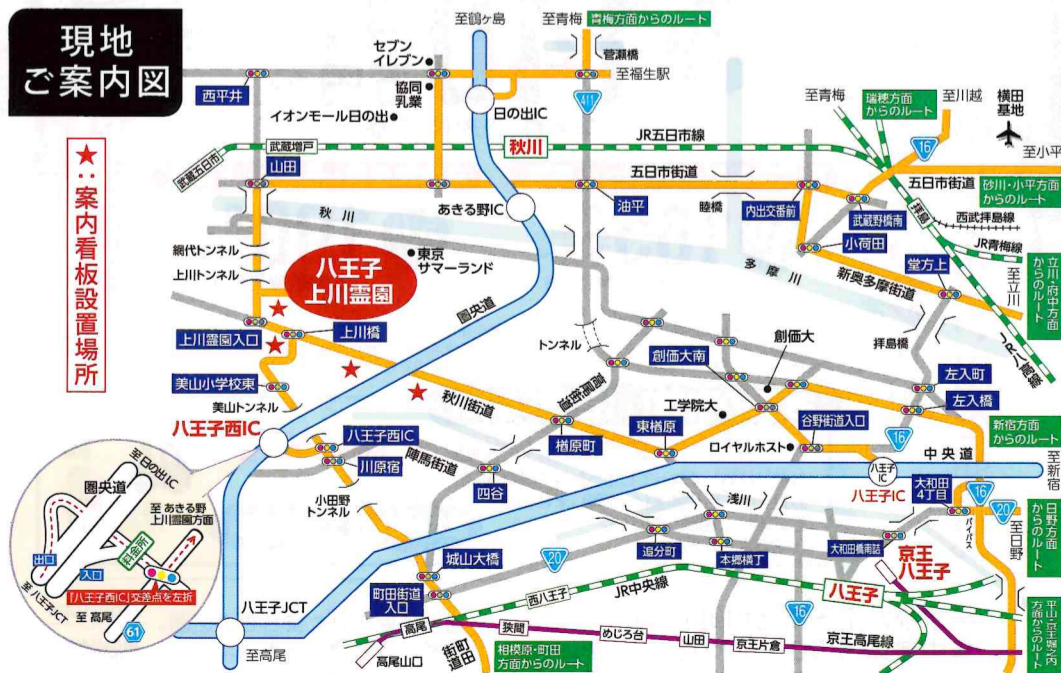 現地
ご案内図
★：案内看板設置場所
至鶴ヶ島
至青梅
青梅方面からのルート
菅瀬橋
至福生駅
セブン
イレブン
協同
乳業
西平井
イオンモール日の出
日の出IC
411
至青梅
瑞穂方面
からのルート
至川越
横田
基地
16
至小平
JR五日市線
秋川
武蔵増戸
武蔵五日市
山田
五日市街道
五日市街道
砂川・小平方面
からのルート
油平
睦橋
内出交番前
武蔵野橋南
拝島
西武拝島線
あきる野IC
秋川
小荷田
JR青梅線
網代トンネル
東京
サマーランド
多摩川
新奥多摩街道
堂方上
至立川
立川・府中方面
からのルート
上川トンネル
八王子
上川霊園
圏央道
JR八高線
拝島橋
上川霊園入口
上川橋
トンネル
創価大南
創価大
左入町
美山小学校東
高尾街道
美山トンネル
秋川街道
工学院大
左入橋
八王子西IC
八王子西IC
楢原町
東楢原
谷野街道入口
ロイヤルホスト
16
新宿方面
からのルート
中央道
至新宿
川原宿
陣馬街道
四谷
八王子
IC
八王子IC
大和田
4丁目
16
20
小田野
トンネル
浅川
バイパス
至日野
日野方面
からのルート
至日の出IC
圏央道
至あきる野
上川霊園方面
料金所
出口
入口
「八王子西IC」交差点を左折
至八王子JCT
至高尾
61
城山大橋
20
追分町
本郷横丁
大和田橋南詰
京王
八王子
八王子JCT
町田街道
入口
西八王子
JR中央線
八王子
16
平山・京王堀之内
方面からのルート
至高尾
高尾
高尾山口
狭間
めじろ台
山田
京王片倉
京王高尾線
町田
街道
相模原・町田
方面からのルート